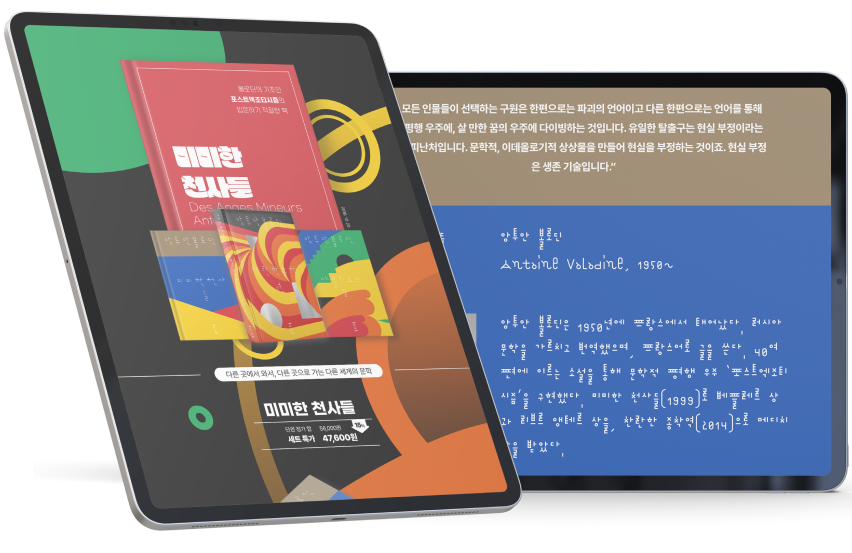 볼로딘의 기초인
포스트엑조티시즘의
입문하기 적절한 책
미미한
천사들
Des Anges Mineurs
다른 곳에서 와서, 다른 곳으로 가는 다른 세계의 문학
미미한 천사들
단권 정가 합 56,000원
15%
세트 특가 47,600원
모든 인물들이 선택하는 구원은 한편으로는 파괴의 언어이고 다른 한편으로는 언어를 통해
평행 우주에, 살 만한 꿈의 우주에 다이빙하는 것입니다. 유일한 탈출구는 현실 부정이라는
피난처입니다. 문학적, 이데올로기적 상상물을 만들어 현실을 부정하는 것이죠. 현실 부정
은 생존 기술입니다.”
앙투안 볼로딘
Antoine Volodine, 1950~
앙투안 볼로딘은 1950년에 프랑스에서 태어났다. 러시아
문학을 가르치고 번역했으며, 프랑스어로 글을 쓴다. 40여
편에 이르는 소설을 통해 문학적 평행 우주 ‘포스트엑조티
시즘’을 구현했다. 미미한 천사들(1999)로 베플레르 상
과 리브르 앵테르 상을, 찬란한 종착역(2014)으로 메디치
상을 받았다.